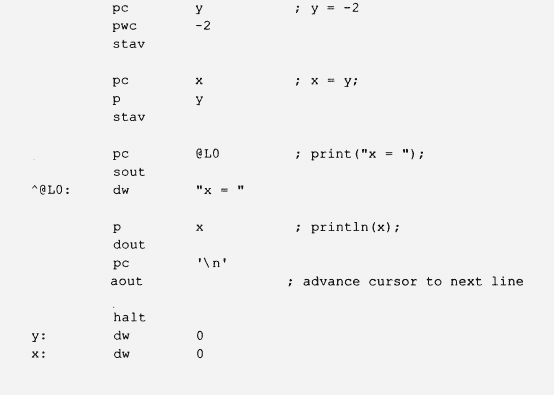 pc y ; y = -2
pwc -2
stav
pc x ; x = y;
p y
stav
pc @L0 ; print("x = ");
sout
^@L0: dw "x = "
p x ; println(x);
dout
pc '\n'
aout ; advance cursor to next line
halt
y: dw 0
x: dw 0